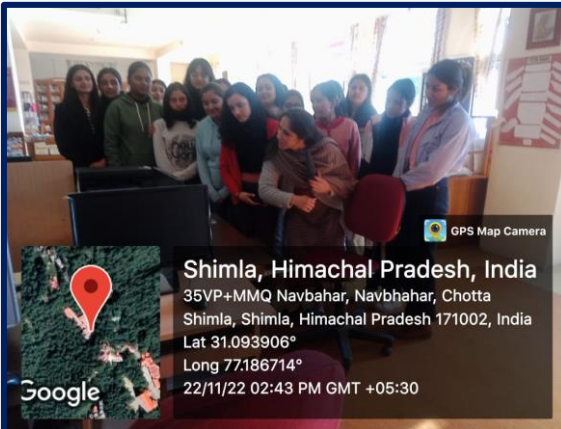 GPS Map Camera
Shimla, Himachal Pradesh, India
35VP+MMQ Navbahar, Navbhahar, Chotta
Shimla, Shimla, Himachal Pradesh 171002, India
Lat 31.093906°
Long 77.186714°
22/11/22 02:43 PM GMT +05:30
Google